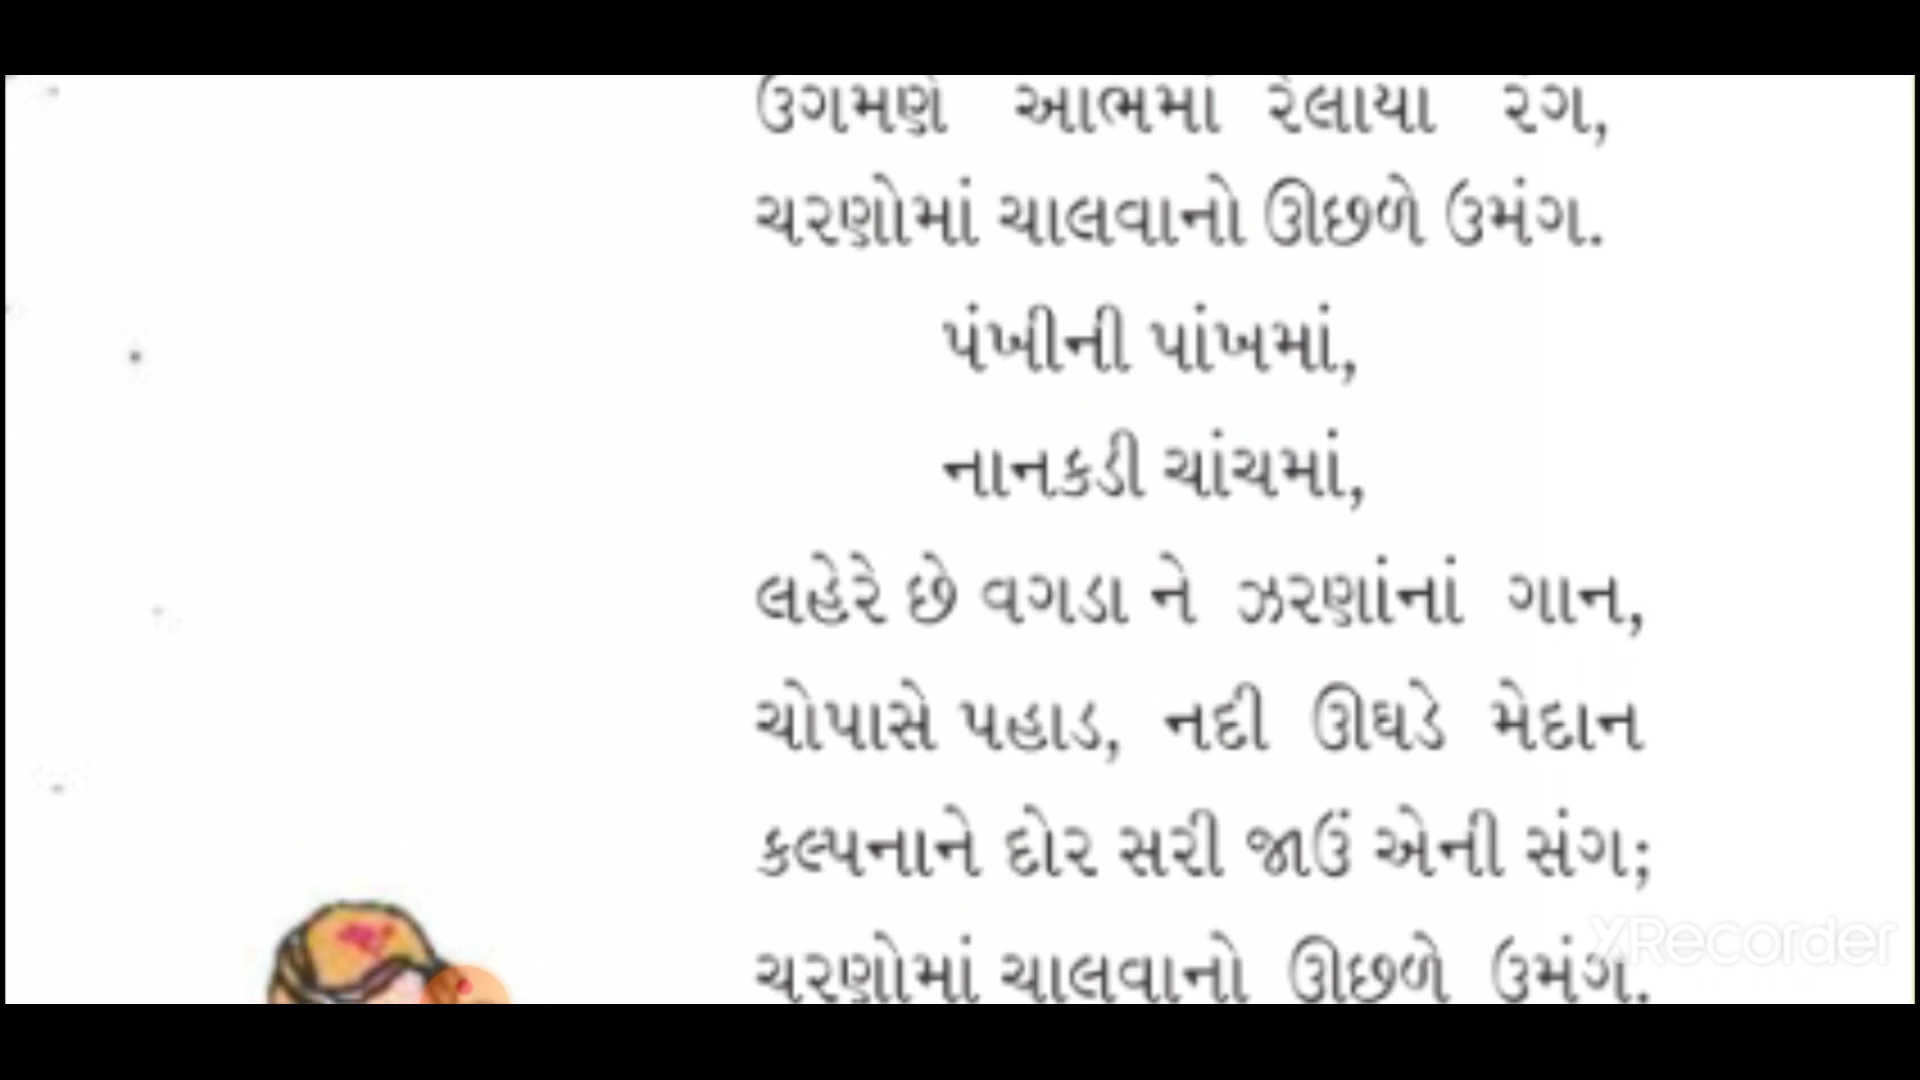 ઉગમણે આભમાં રેલાયા રંગ,
ચરણોમાં ચાલવાનો ઊછળે ઉમંગ.
પંખીની પાંખમાં,
નાનકડી ચાંચમાં,
લહેરે છે વગડા ને ઝરણાંનાં ગાન,
ચોપાસે પહાડ, નદી ઊઘડે મેદાન
કલ્પનાને દોર સરી જાઉં એની સંગ;
ચરણોમાં ચાલવાનો ઊછળે ઉમંગ.
XRecorder